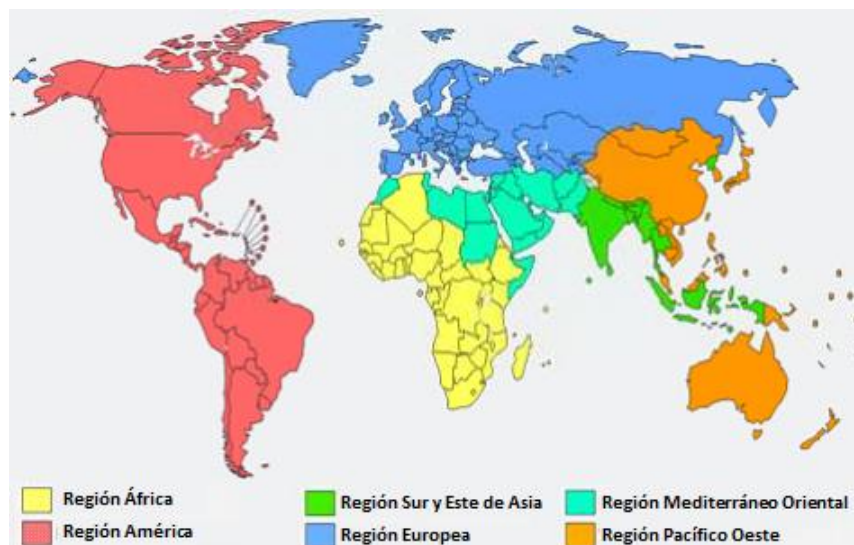 Región África
Región Sur y Este de Asia
Región Mediterráneo Oriental
Región América
Región Europea
Región Pacífico Oeste